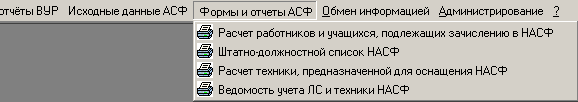 отчёты ВУР Исходные данные АСФ Формы и отчеты АСФ Обмен информацией Администрирование ?
Расчет работников и учащихся, подлежащих зачислению в НАСФ
Штатно-должностной список НАСФ
Расчет техники, предназначенной для оснащения НАСФ
Ведомость учета ЛС и техники НАСФ